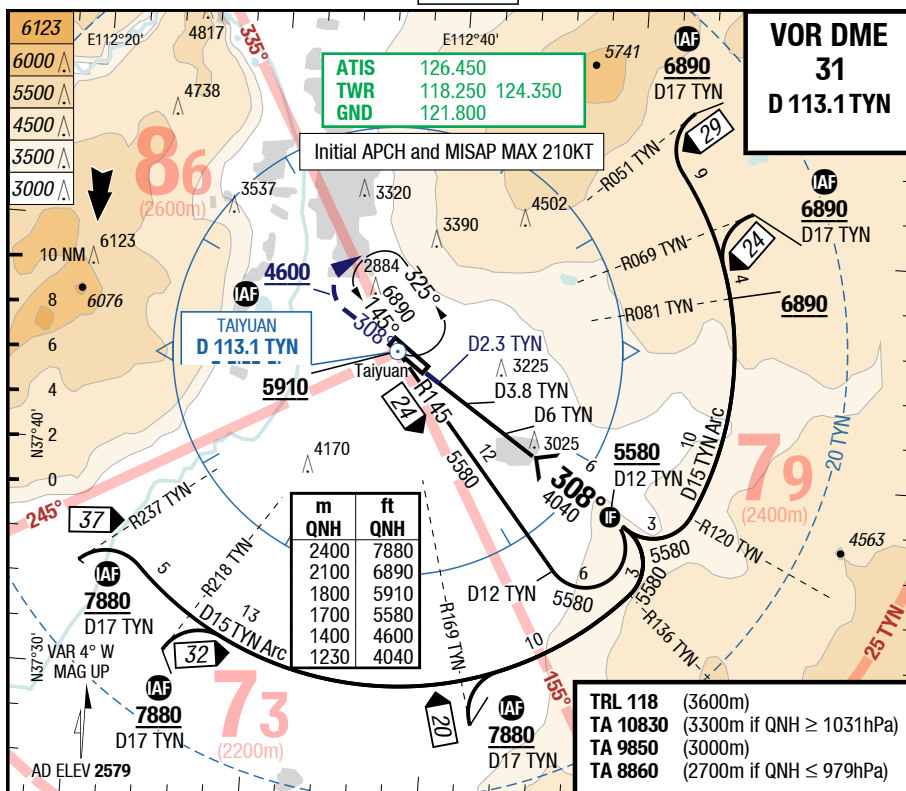 6123
6000
5500
4500
3500
3000
E112°20'
4817
335°
E112°40'
5741
IAF
6890
D17 TYN
VOR DME
31
D 113.1 TYN
ATIS 126.450
TWR 118.250 124.350
GND 121.800
Initial APCH and MISAP MAX 210KT
4738
86
(2600m)
3537
3320
3390
4502
R051 TYN
29
9
IAF
6890
D17 TYN
R069 TYN
24
4
R081 TYN
6890
10 NM
6123
6076
8
6
4
2
0
N37°40'
N37°30'
IAF
4600
2884
6890
325°
145°
308°
TAIYUAN
D 113.1 TYN
5910
Taiyuan
D2.3 TYN
3225
D3.8 TYN
D6 TYN
3025
R145
24
12
5580
6
308°
4040
5580
D12 TYN
IF
10
D15 TYN Arc
79
(2400m)
20 TYN
4170
245°
37
R237 TYN
R218 TYN
m ft
QNH QNH
2400 7880
2100 6890
1800 5910
1700 5580
1400 4600
1230 4040
3
5580
R120 TYN
4563
3
5580
R136 TYN
D12 TYN
6
5580
IAF
7880
D17 TYN
5
13
D15 TYN Arc
R169 TYN
10
155°
25 TYN
VAR 4° W
MAG UP
32
IAF
7880
D17 TYN
73
(2200m)
20
IAF
7880
D17 TYN
AD ELEV 2579
TRL 118 (3600m)
TA 10830 (3300m if QNH ≥ 1031hPa)
TA 9850 (3000m)
TA 8860 (2700m if QNH ≤ 979hPa)